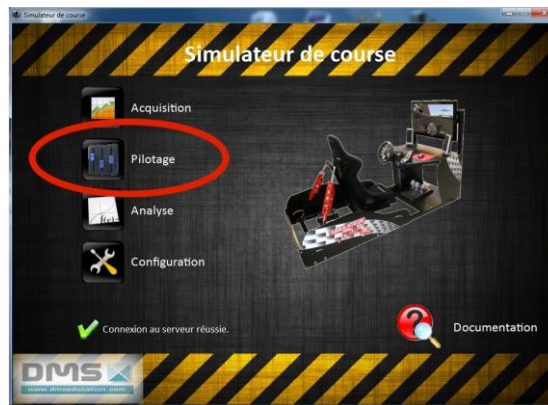 Simulateur de course
Simulateur de course
Acquisition
Pilotage
Analyse
Configuration
Connexion au serveur réussie.
Documentation
DMS
www.dmseducation.com